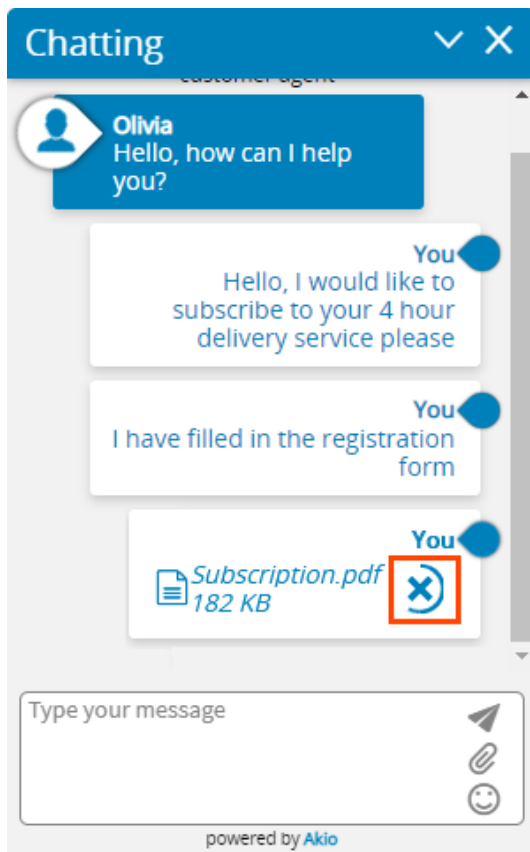 Chatting
customer agent
Olivia
Hello, how can I help
you?
You
Hello, I would like to
subscribe to your 4 hour
delivery service please
You
I have filled in the registration
form
You
Subscription.pdf
182 KB
Type your message
powered by Akio